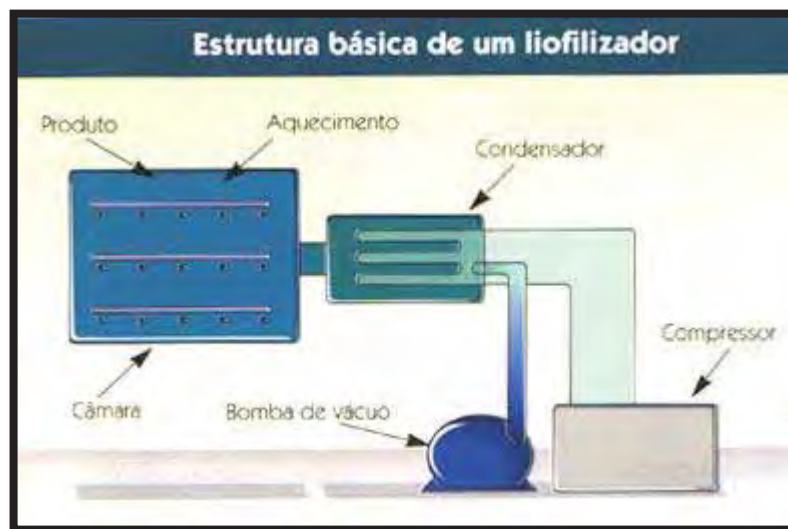 Estrutura básica de um liofilizador
Produto
Aquecimento
Condensador
Compressor
Câmara
Bomba de vácuo